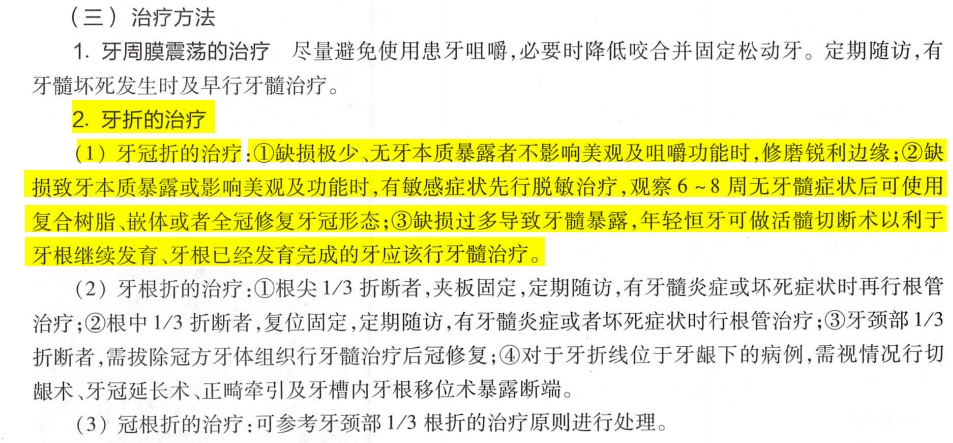 （三）治疗方法
1. 牙周膜震荡的治疗　尽量避免使用患牙咀嚼,必要时降低咬合并固定松动牙。定期随访,有
牙髓坏死发生时及早行牙髓治疗。
2. 牙折的治疗
（1）牙冠折的治疗:①缺损极少、无牙本质暴露者不影响美观及咀嚼功能时,修磨锐利边缘;②缺
损致牙本质暴露或影响美观及功能时,有敏感症状先行脱敏治疗,观察 6~8 周无牙髓症状后可使用
复合树脂、嵌体或者全冠修复牙冠形态;③缺损过多导致牙髓暴露,年轻恒牙可做活髓切断术以利于
牙根继续发育、牙根已经发育完成的牙应该行牙髓治疗。
（2）牙根折的治疗:①根尖 1/3 折断者,夹板固定,定期随访,有牙髓炎症或坏死症状时再行根管
治疗;②根中 1/3 折断者,复位固定,定期随访,有牙髓炎症或者坏死症状时行根管治疗;③牙颈部 1/3
折断者,需拔除冠方牙体组织行牙髓治疗后冠修复;④对于牙折线位于牙龈下的病例,需视情况行切
龈术、牙冠延长术、正畸牵引及牙槽内牙根移位术暴露断端。
（3）冠根折的治疗:可参考牙颈部 1/3 根折的治疗原则进行处理。